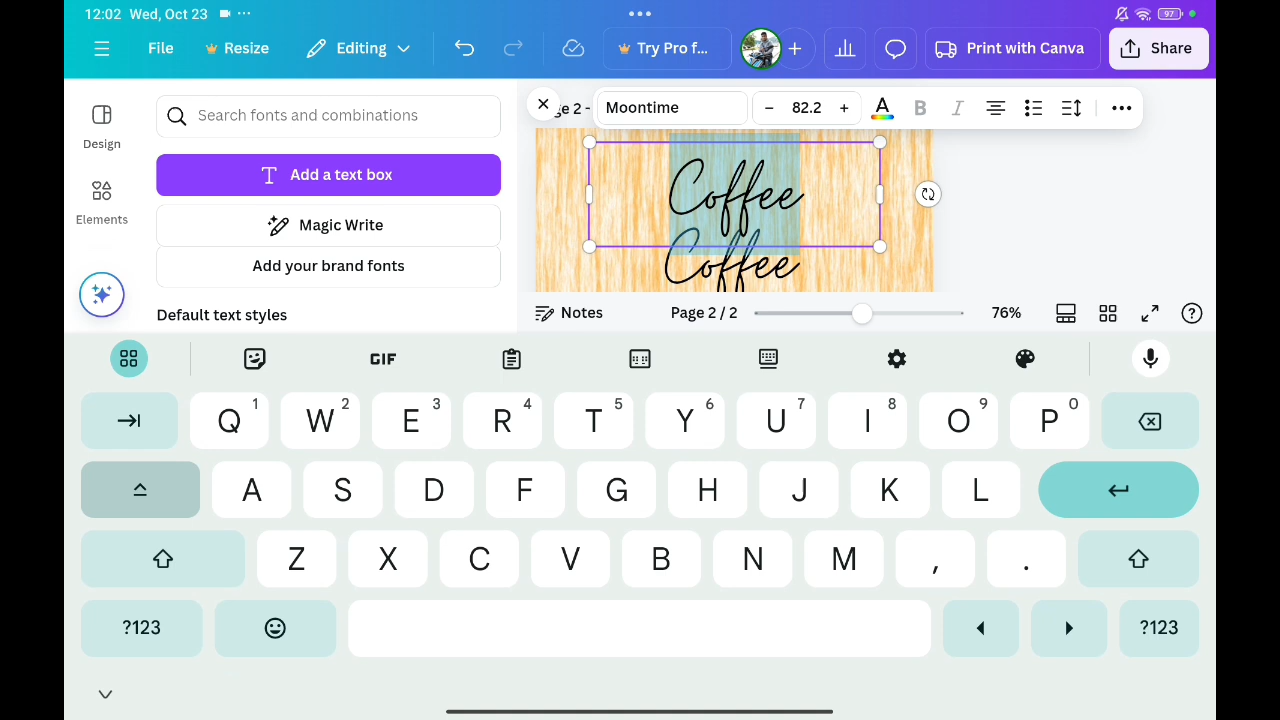 12:02 Wed, Oct 23
97
File
Resize
Editing
Try Pro f...
Print with Canva
Share
Design
Elements
Search fonts and combinations
Add a text box
Magic Write
Add your brand fonts
Default text styles
ge 2 -
Moontime
− 82.2 +
A B I
Coffee
Coffee
Notes
Page 2 / 2
76%
GIF
Q 1 W 2 E 3 R 4 T 5 Y 6 U 7 I 8 O 9 P 0
A S D F G H J K L
Z X C V B N M , .
?123 ?123